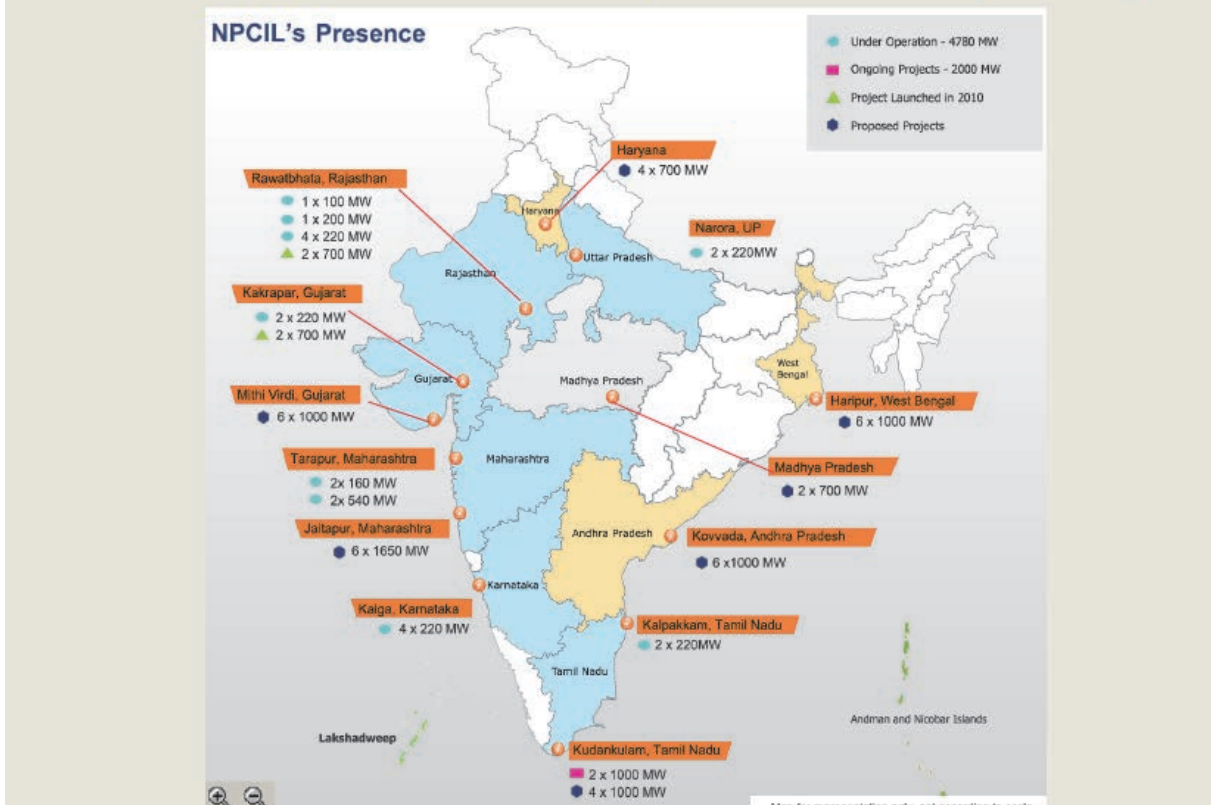 NPCIL's Presence
Under Operation - 4780 MW
Ongoing Projects - 2000 MW
Project Launched in 2010
Proposed Projects
Haryana
4 x 700 MW
Rawatbhata, Rajasthan
1 x 100 MW
1 x 200 MW
4 x 220 MW
2 x 700 MW
Haryana
Narora, UP
2 x 220MW
Uttar Pradesh
Rajasthan
Kakrapar, Gujarat
2 x 220 MW
2 x 700 MW
West
Bengal
Gujarat
Madhya Pradesh
Mithi Virdi, Gujarat
6 x 1000 MW
Haripur, West Bengal
6 x 1000 MW
Tarapur, Maharashtra
2x 160 MW
2x 540 MW
Maharashtra
Madhya Pradesh
2 x 700 MW
Jaitapur, Maharashtra
6 x 1650 MW
Andhra Pradesh
Kovvada, Andhra Pradesh
6 x1000 MW
Karnataka
Kaiga, Karnataka
4 x 220 MW
Kalpakkam, Tamil Nadu
2 x 220MW
Tamil Nadu
Andman and Nicobar Islands
Lakshadweep
Kudankulam, Tamil Nadu
2 x 1000 MW
4 x 1000 MW